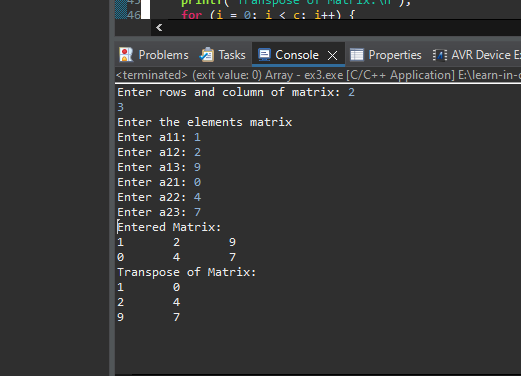 45 printf("Transpose of Matrix:\n");
46 for (i = 0; i < c; i++) {
Problems Tasks Console Properties AVR Device E
<terminated> (exit value: 0) Array - ex3.exe [C/C++ Application] E:\learn-in-
Enter rows and column of matrix: 2
3
Enter the elements matrix
Enter a11: 1
Enter a12: 2
Enter a13: 9
Enter a21: 0
Enter a22: 4
Enter a23: 7
Entered Matrix:
1 2 9
0 4 7
Transpose of Matrix:
1 0
2 4
9 7